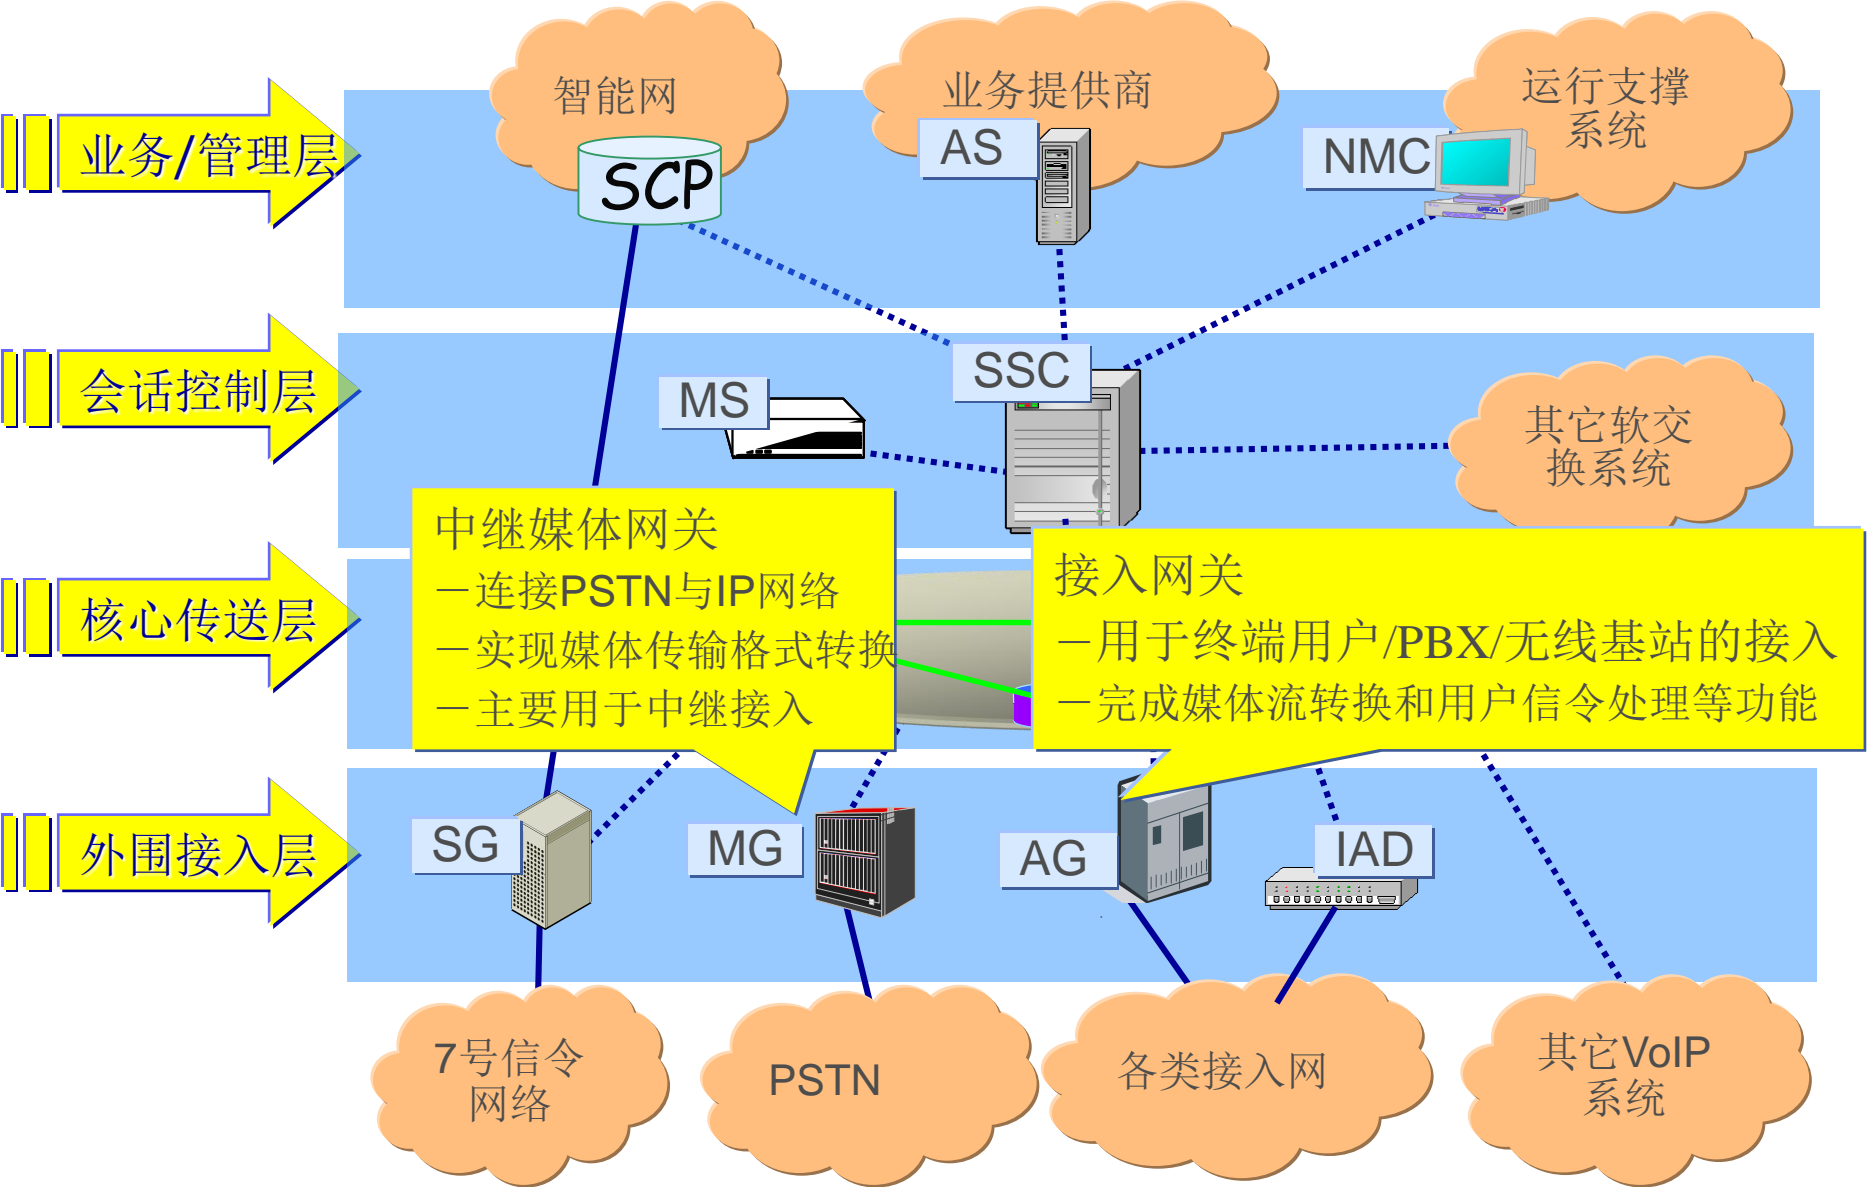 智能网
业务提供商
运行支撑
系统
业务/管理层
SCP
AS
NMC
会话控制层
MS
SSC
其它软交
换系统
中继媒体网关
－连接PSTN与IP网络
－实现媒体传输格式转换
－主要用于中继接入
接入网关
－用于终端用户/PBX/无线基站的接入
－完成媒体流转换和用户信令处理等功能
核心传送层
外围接入层
SG
MG
AG
IAD
7号信令
网络
PSTN
各类接入网
其它VoIP
系统